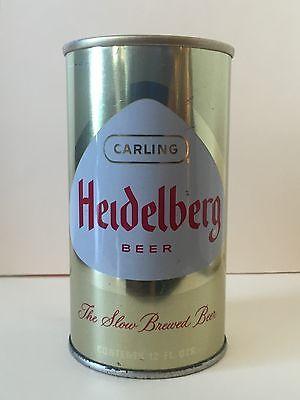 CARLING
Heidelberg
BEER
The Slow Brewed Beer
CONTENTS 12 FL. OZS.